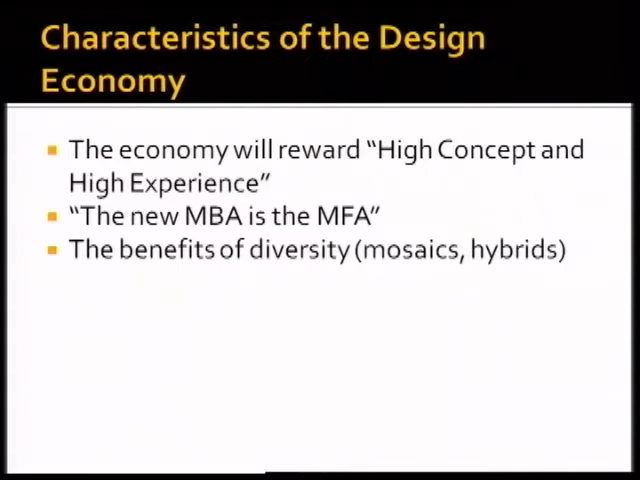 Characteristics of the Design
Economy
The economy will reward “High Concept and
High Experience”
“The new MBA is the MFA”
The benefits of diversity (mosaics, hybrids)